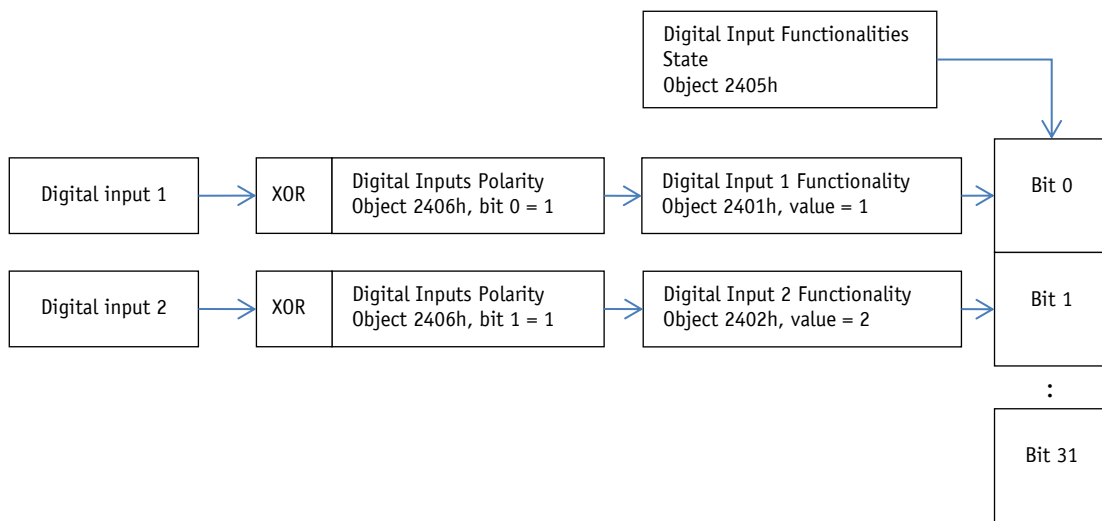 Digital Input Functionalities
State
Object 2405h
Digital input 1
XOR
Digital Inputs Polarity
Object 2406h, bit 0 = 1
Digital Input 1 Functionality
Object 2401h, value = 1
Bit 0
Digital input 2
XOR
Digital Inputs Polarity
Object 2406h, bit 1 = 1
Digital Input 2 Functionality
Object 2402h, value = 2
Bit 1
:
Bit 31